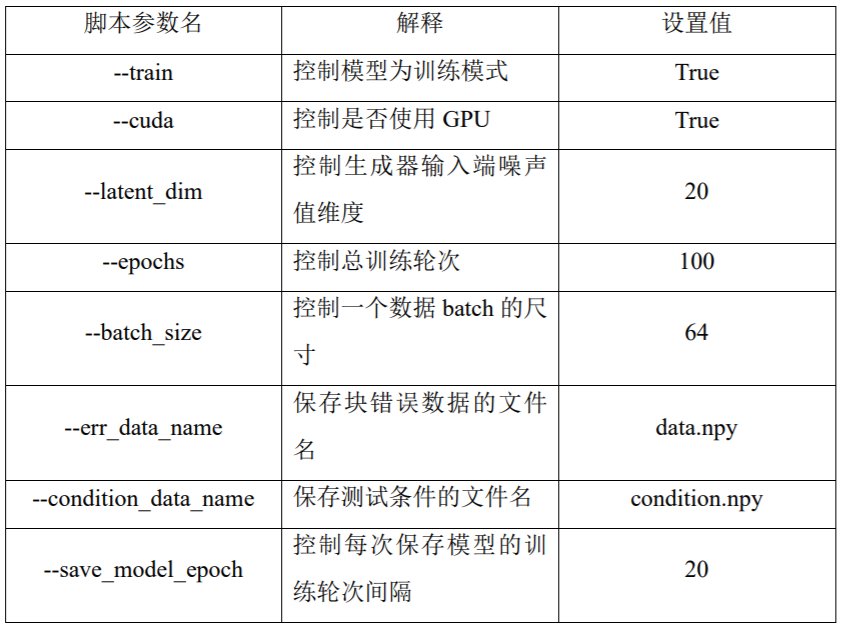 脚本参数名 解释 设置值
--train 控制模型为训练模式 True
--cuda 控制是否使用 GPU True
--latent_dim 控制生成器输入端噪声 20
值维度
--epochs 控制总训练轮次 100
--batch_size 控制一个数据 batch 的尺 64
寸
--err_data_name 保存块错误数据的文件 data.npy
名
--condition_data_name 保存测试条件的文件名 condition.npy
--save_model_epoch 控制每次保存模型的训 20
练轮次间隔